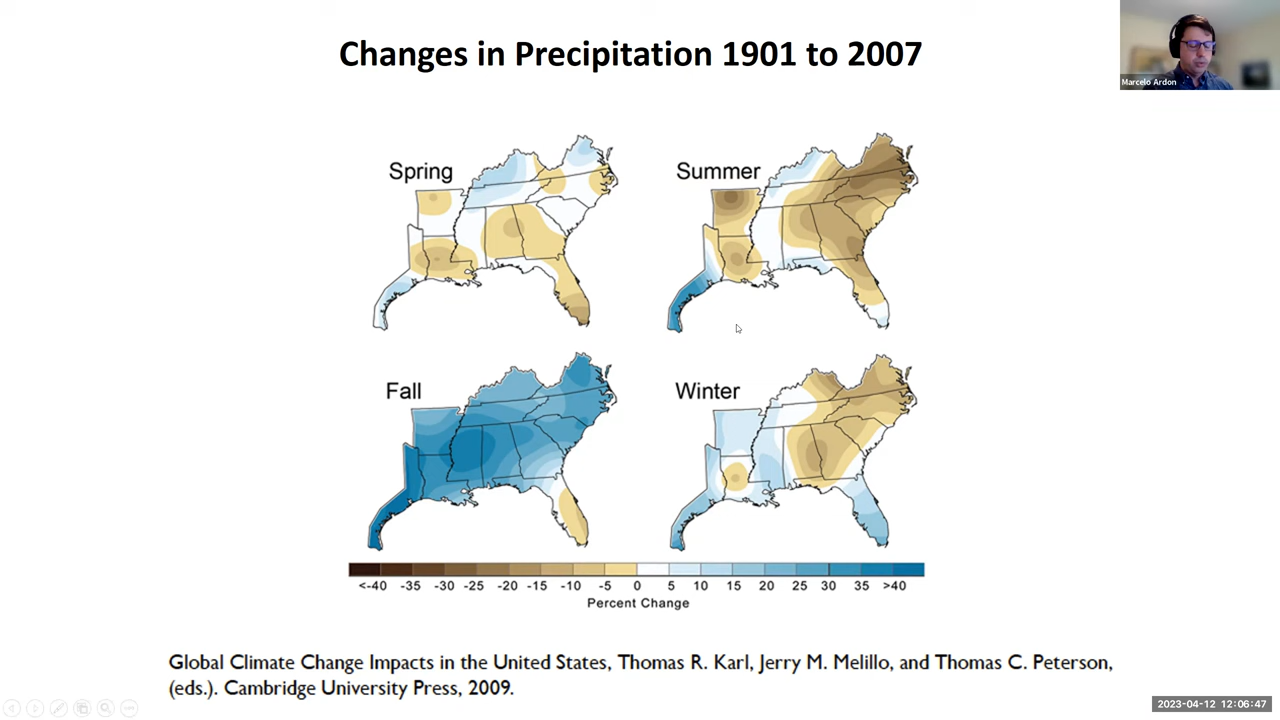 Changes in Precipitation 1901 to 2007
Marcelo Ardon
Spring
Summer
Fall
Winter
<-40 -35 -30 -25 -20 -15 -10 -5 0 5 10 15 20 25 30 35 >40
Percent Change
Global Climate Change Impacts in the United States, Thomas R. Karl, Jerry M. Melillo, and Thomas C. Peterson,
(eds.). Cambridge University Press, 2009.
2023-04-12 12:06:47